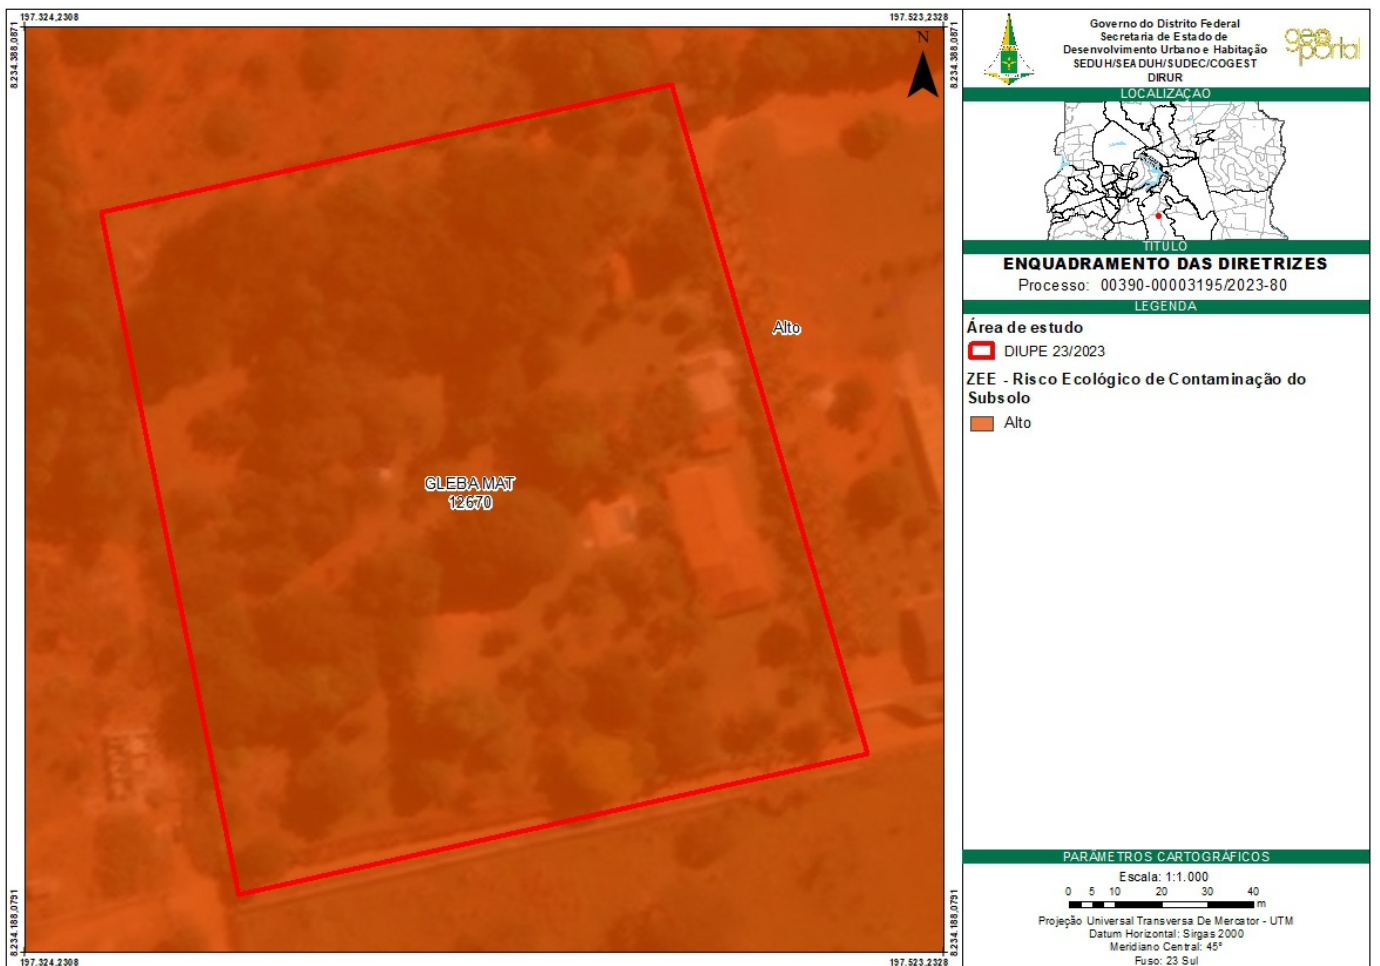 197.324,2308
197.523,2328
8.234.388,0871
8.234.388,0871
N
Alto
GLEBA MAT
12670
8.234.188,0791
8.234.188,0791
197.324,2308
197.523,2328
Governo do Distrito Federal
Secretaria de Estado de
Desenvolvimento Urbano e Habitação
SEDUH/SEADUH/SUDEC/COGEST
DIRUR
geo
portal
LOCALIZAÇÃO
TÍTULO
ENQUADRAMENTO DAS DIRETRIZES
Processo: 00390-00003195/2023-80
LEGENDA
Área de estudo
DIUPE 23/2023
ZEE - Risco Ecológico de Contaminação do
Subsolo
Alto
PARÂMETROS CARTOGRÁFICOS
Escala: 1:1.000
0 5 10 20 30 40
m
Projeção Universal Transversa De Mercator - UTM
Datum Horizontal: Sirgas 2000
Meridiano Central: 45°
Fuso: 23 Sul